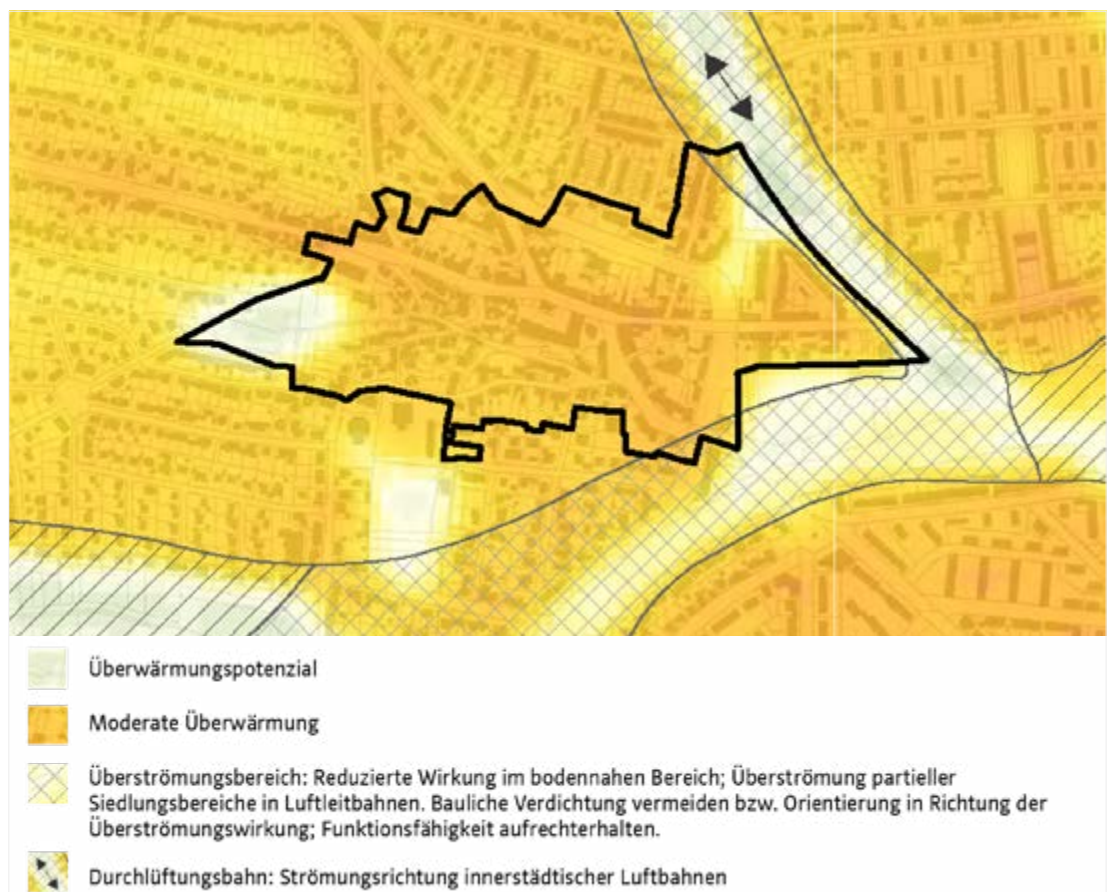 Überwärmungspotenzial
Moderate Überwärmung
Überströmungsbereich: Reduzierte Wirkung im bodennahen Bereich; Überströmung partieller
Siedlungsbereiche in Luftleitbahnen. Bauliche Verdichtung vermeiden bzw. Orientierung in Richtung der
Überströmungswirkung; Funktionsfähigkeit aufrechterhalten.
Durchlüftungsbahn: Strömungsrichtung innerstädtischer Luftbahnen